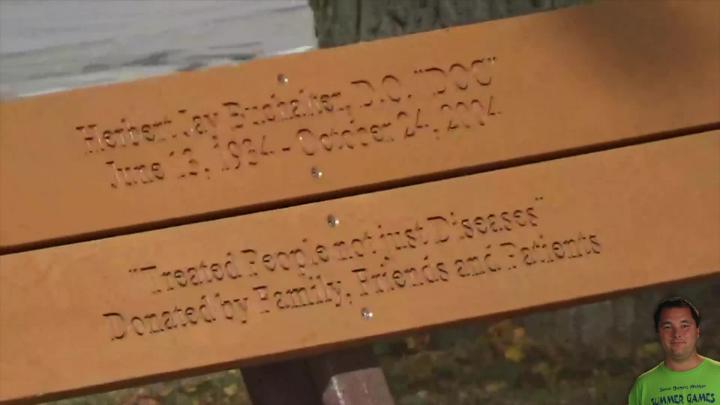 Herbert Jay Buchalter, D.O. "DOC"
June 13, 1934 - October 24, 2004
"Treated People not just Diseases"
Donated by Family, Friends and Patients
SUMMER GAMES